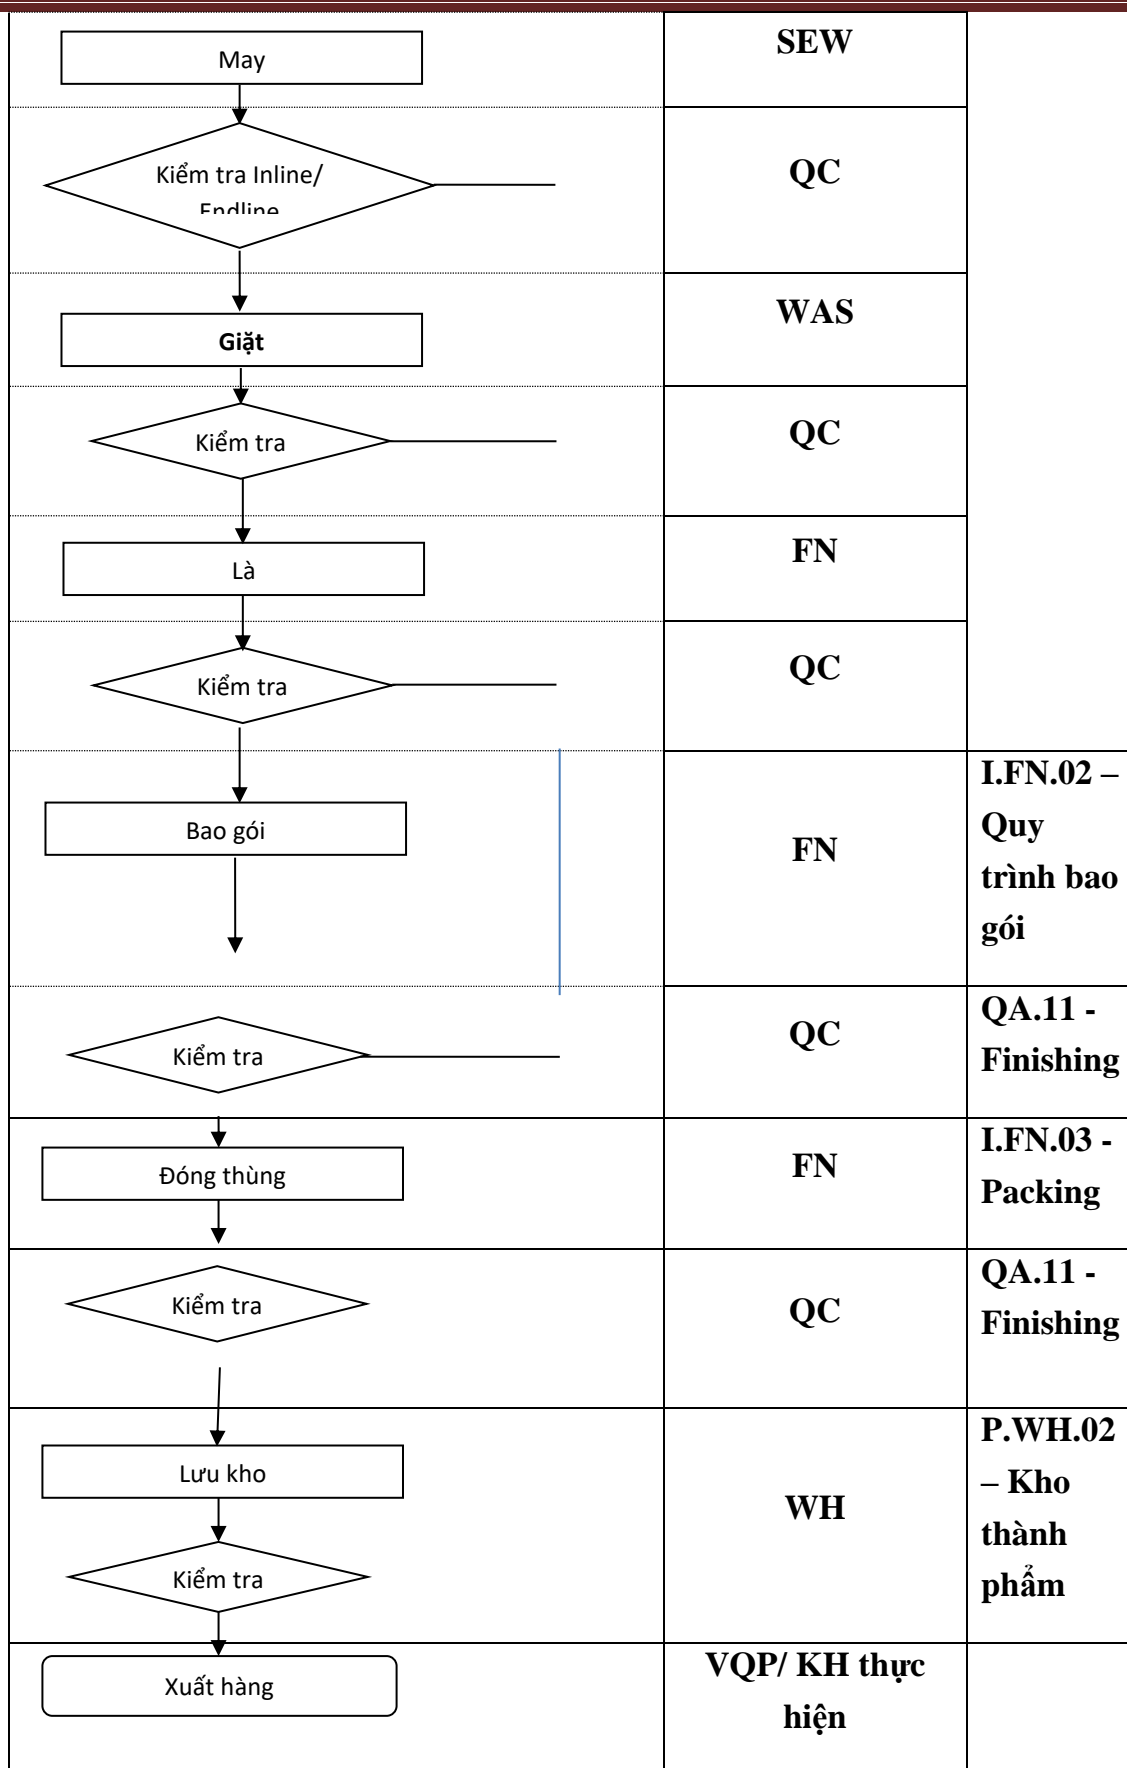 May
SEW
Kiểm tra Inline/
Endline
QC
Giặt
WAS
Kiểm tra
QC
Là
FN
Kiểm tra
QC
Bao gói
FN
I.FN.02 –
Quy
trình bao
gói
Kiểm tra
QC
QA.11 -
Finishing
Đóng thùng
FN
I.FN.03 -
Packing
Kiểm tra
QC
QA.11 -
Finishing
Lưu kho
Kiểm tra
WH
P.WH.02
– Kho
thành
phẩm
Xuất hàng
VQP/ KH thực
hiện